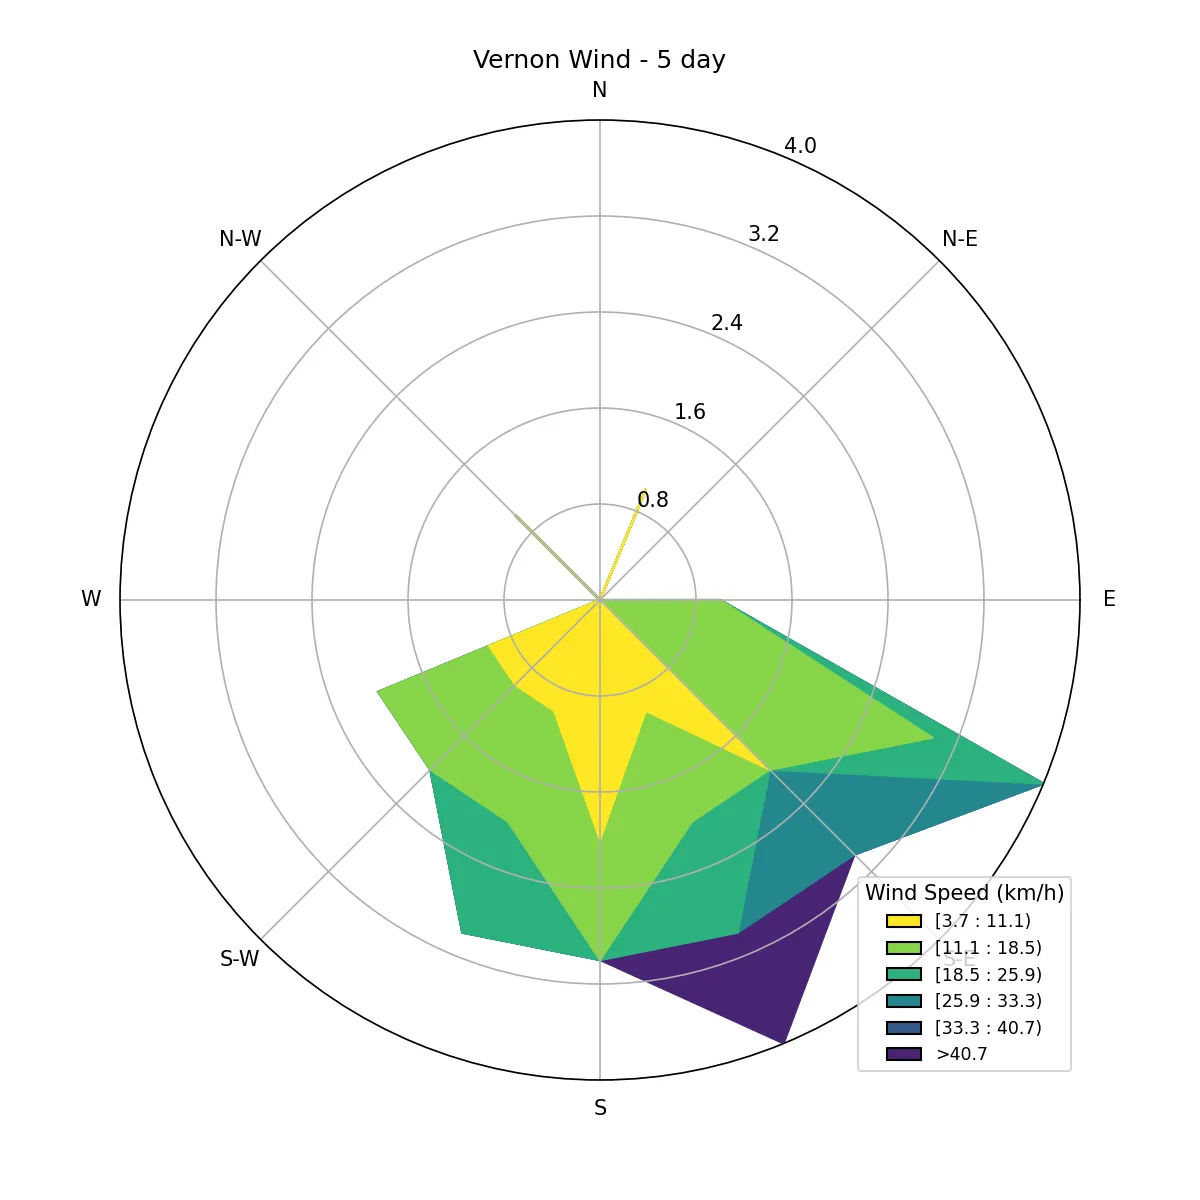 Vernon Wind - 5 day
N
4.0
N-W
3.2
N-E
2.4
1.6
0.8
W
E
Wind Speed (km/h)
[3.7 : 11.1)
[11.1 : 18.5)
S-W
S-E
[18.5 : 25.9)
[25.9 : 33.3)
[33.3 : 40.7)
>40.7
S